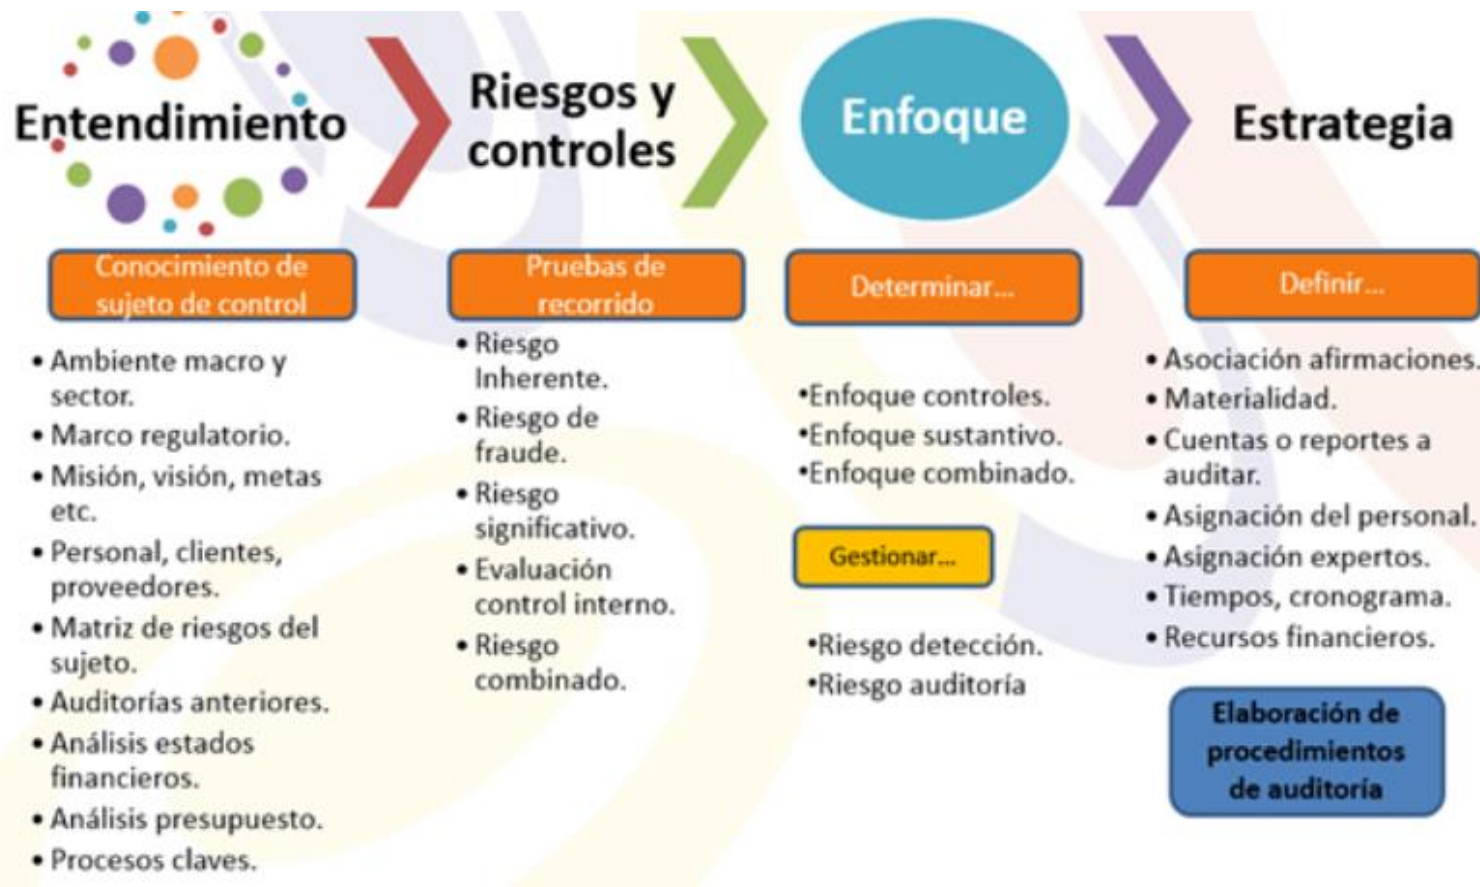 Entendimiento
Riesgos y
controles
Enfoque
Estrategia
Conocimiento de
sujeto de control
• Ambiente macro y
sector.
• Marco regulatorio.
• Misión, visión, metas
etc.
• Personal, clientes,
proveedores.
• Matriz de riesgos del
sujeto.
• Auditorías anteriores.
• Análisis estados
financieros.
• Análisis presupuesto.
• Procesos claves.
Pruebas de
recorrido
• Riesgo
Inherente.
• Riesgo de
fraude.
• Riesgo
significativo.
• Evaluación
control interno.
• Riesgo
combinado.
Determinar...
•Enfoque controles.
•Enfoque sustantivo.
•Enfoque combinado.
Gestionar...
•Riesgo detección.
•Riesgo auditoría
Definir...
• Asociación afirmaciones.
• Materialidad.
• Cuentas o reportes a
auditar.
• Asignación del personal.
• Asignación expertos.
• Tiempos, cronograma.
• Recursos financieros.
Elaboración de
procedimientos
de auditoría